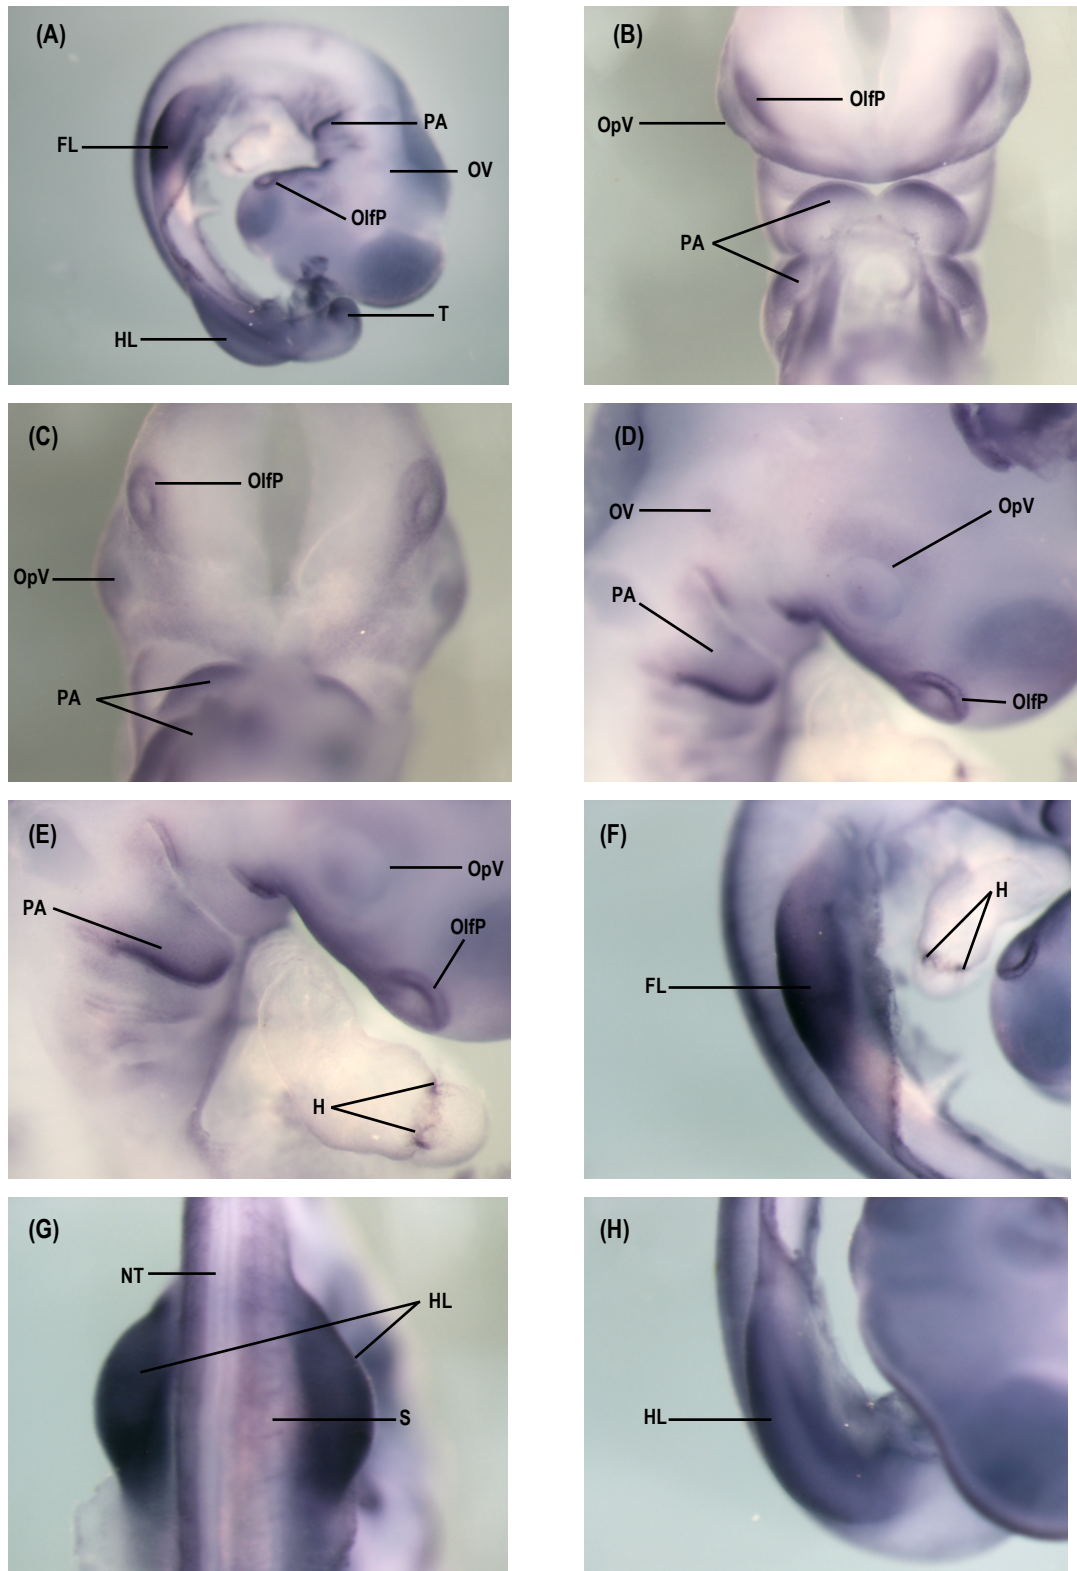 (A)
PA
FL
OV
OlfP
T
HL
(B)
OlfP
OpV
PA
(C)
OlfP
OpV
PA
(D)
OpV
OV
PA
OlfP
(E)
OpV
PA
OlfP
H
(F)
H
FL
(G)
NT
HL
S
(H)
HL